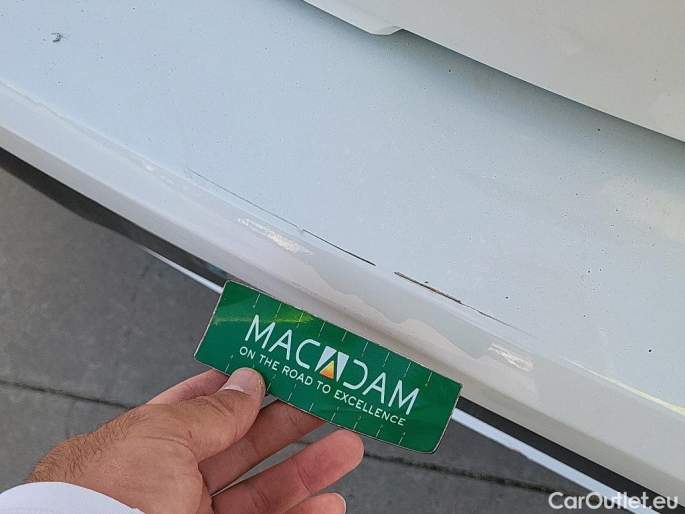 MACADAM
ON THE ROAD TO EXCELLENCE
CarOutlet.eu